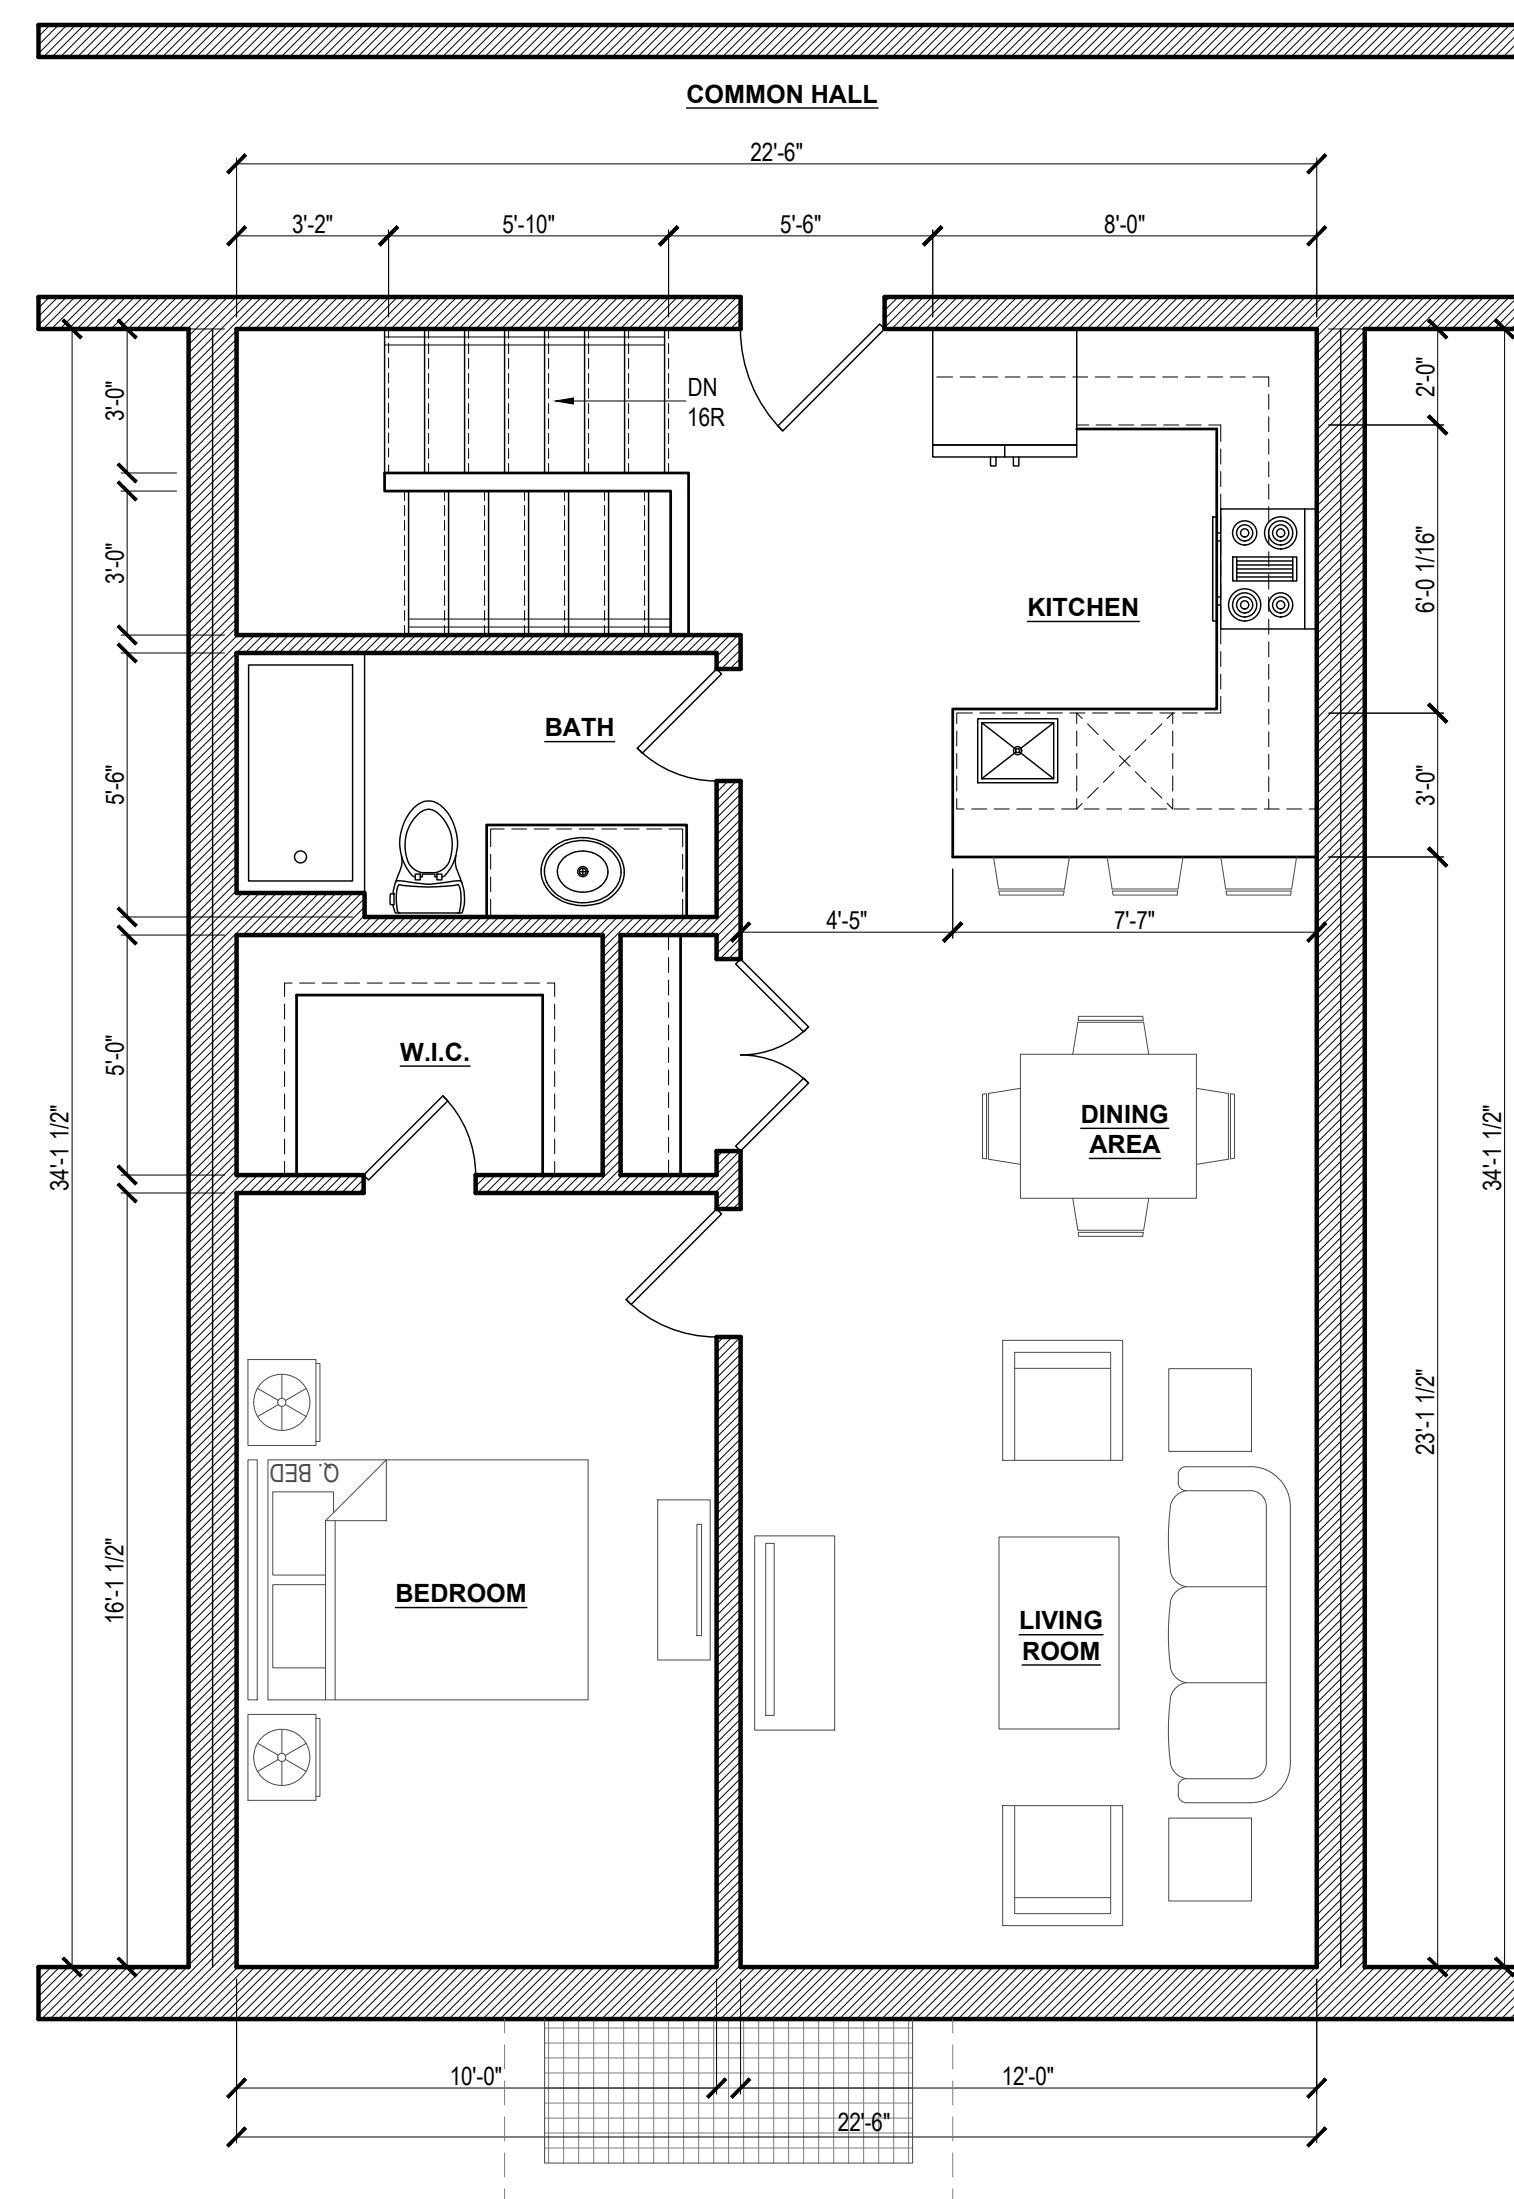 COMMON HALL
22'-6"
3'-2"
5'-10"
5'-6"
8'-0"
3'-0"
DN
16R
2'-0"
3'-0"
6'-0 1/16"
KITCHEN
BATH
5'-6"
3'-0"
4'-5"
7'-7"
5'-0"
W.I.C.
34'-1 1/2"
DINING
AREA
34'-1 1/2"
23'-1 1/2"
Q. BED
16'-1 1/2"
BEDROOM
LIVING
ROOM
10'-0"
12'-0"
22'-6"